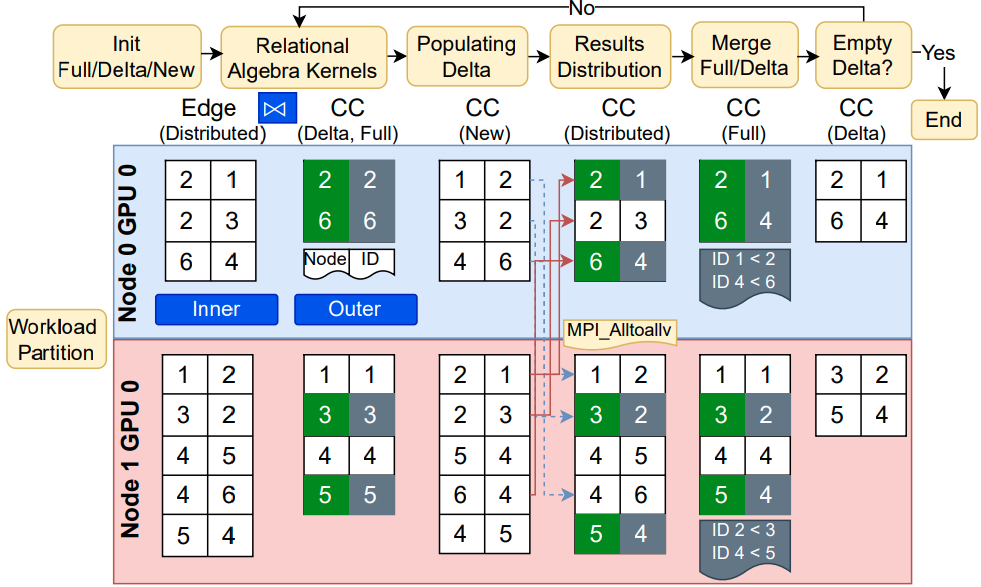 No
Init
Full/Delta/New
Relational
Algebra Kernels
Populating
Delta
Results
Distribution
Merge
Full/Delta
Empty
Delta?
Yes
End
Edge
(Distributed)
⋈
CC
(Delta, Full)
CC
(New)
CC
(Distributed)
CC
(Full)
CC
(Delta)
Workload
Partition
Node 0 GPU 0
2 1
2 3
6 4
Inner
2 2
6 6
Node ID
Outer
1 2
3 2
4 6
2 1
2 3
6 4
MPI_Alltoallv
2 1
6 4
ID 1 < 2
ID 4 < 6
2 1
6 4
Node 1 GPU 0
1 2
3 2
4 5
4 6
5 4
1 1
3 3
4 4
5 5
2 1
2 3
5 4
6 4
4 5
1 2
3 2
4 5
4 6
5 4
1 1
3 2
4 4
5 4
ID 2 < 3
ID 4 < 5
3 2
5 4